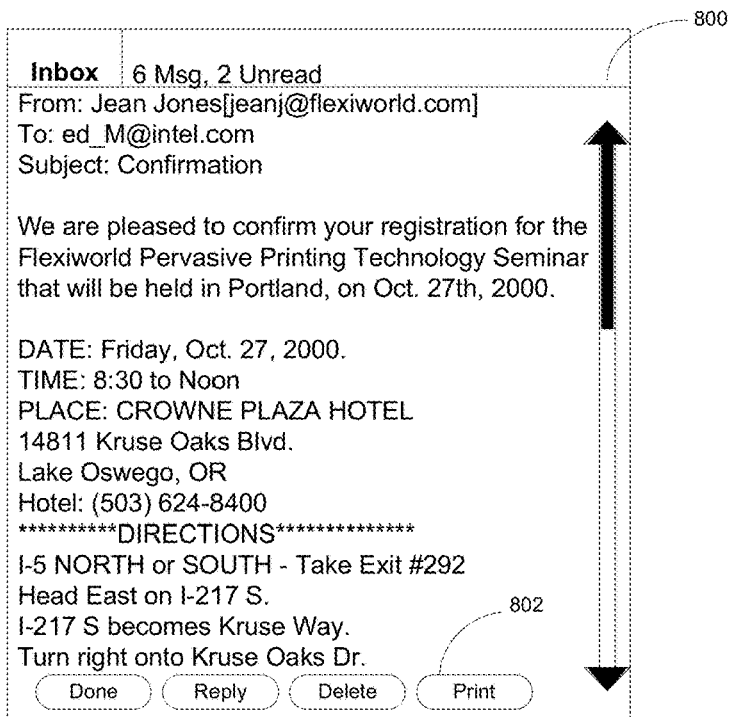 800
Inbox 6 Msg, 2 Unread
From: Jean Jones[jeanj@flexiworld.com]
To: ed_M@intel.com
Subject: Confirmation
We are pleased to confirm your registration for the
Flexiworld Pervasive Printing Technology Seminar
that will be held in Portland, on Oct. 27th, 2000.
DATE: Friday, Oct. 27, 2000.
TIME: 8:30 to Noon
PLACE: CROWNE PLAZA HOTEL
14811 Kruse Oaks Blvd.
Lake Oswego, OR
Hotel: (503) 624-8400
**********DIRECTIONS**************
I-5 NORTH or SOUTH - Take Exit #292
Head East on I-217 S.
802
I-217 S becomes Kruse Way.
Turn right onto Kruse Oaks Dr.
Done Reply Delete Print